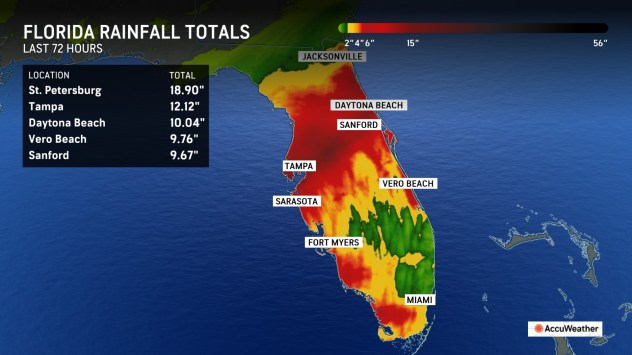 FLORIDA RAINFALL TOTALS
LAST 72 HOURS
2" 4" 6" 15" 56"
LOCATION TOTAL
St. Petersburg 18.90"
Tampa 12.12"
Daytona Beach 10.04"
Vero Beach 9.76"
Sanford 9.67"
JACKSONVILLE
DAYTONA BEACH
SANFORD
TAMPA
VERO BEACH
SARASOTA
FORT MYERS
MIAMI
AccuWeather